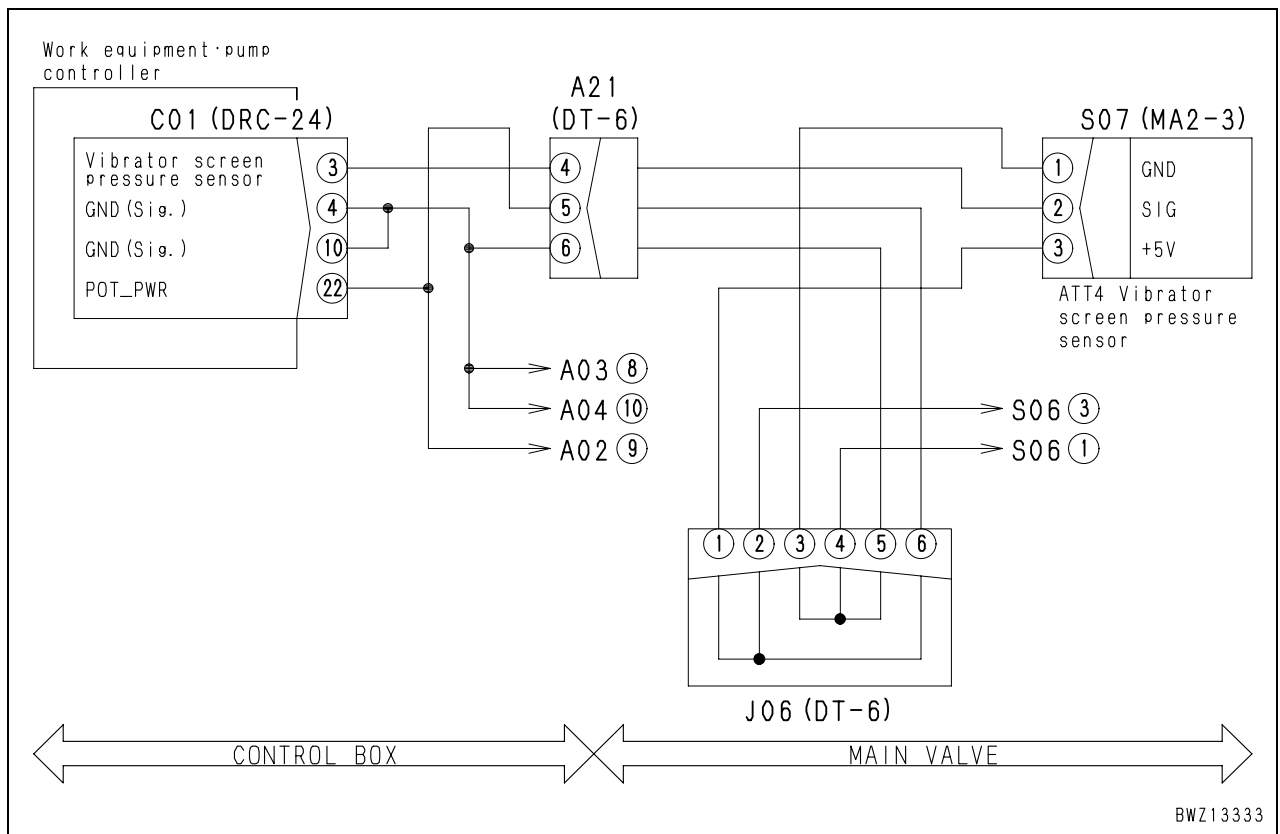 Work equipment·pump
controller
C01 (DRC-24)
A21
(DT-6)
S07 (MA2-3)
Vibrator screen
pressure sensor
3
4
1
GND
GND (Sig.)
4
5
2
SIG
GND (Sig.)
10
6
3
+5V
POT_PWR
22
ATT4 Vibrator
screen pressure
sensor
A03 8
A04 10
S06 3
A02 9
S06 1
1 2 3 4 5 6
J06 (DT-6)
CONTROL BOX
MAIN VALVE
BWZ13333